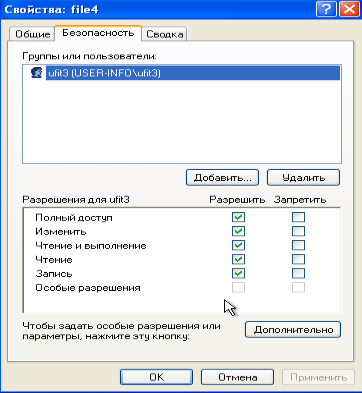 Свойства: file4
Общие Безопасность Сводка
Группы или пользователи:
ufit3 (USER-INFO\ufit3)
Добавить... Удалить
Разрешения для ufit3 Разрешить Запретить
Полный доступ
Изменить
Чтение и выполнение
Чтение
Запись
Особые разрешения
Чтобы задать особые разрешения или
параметры, нажмите эту кнопку:
Дополнительно
OK Отмена Применить